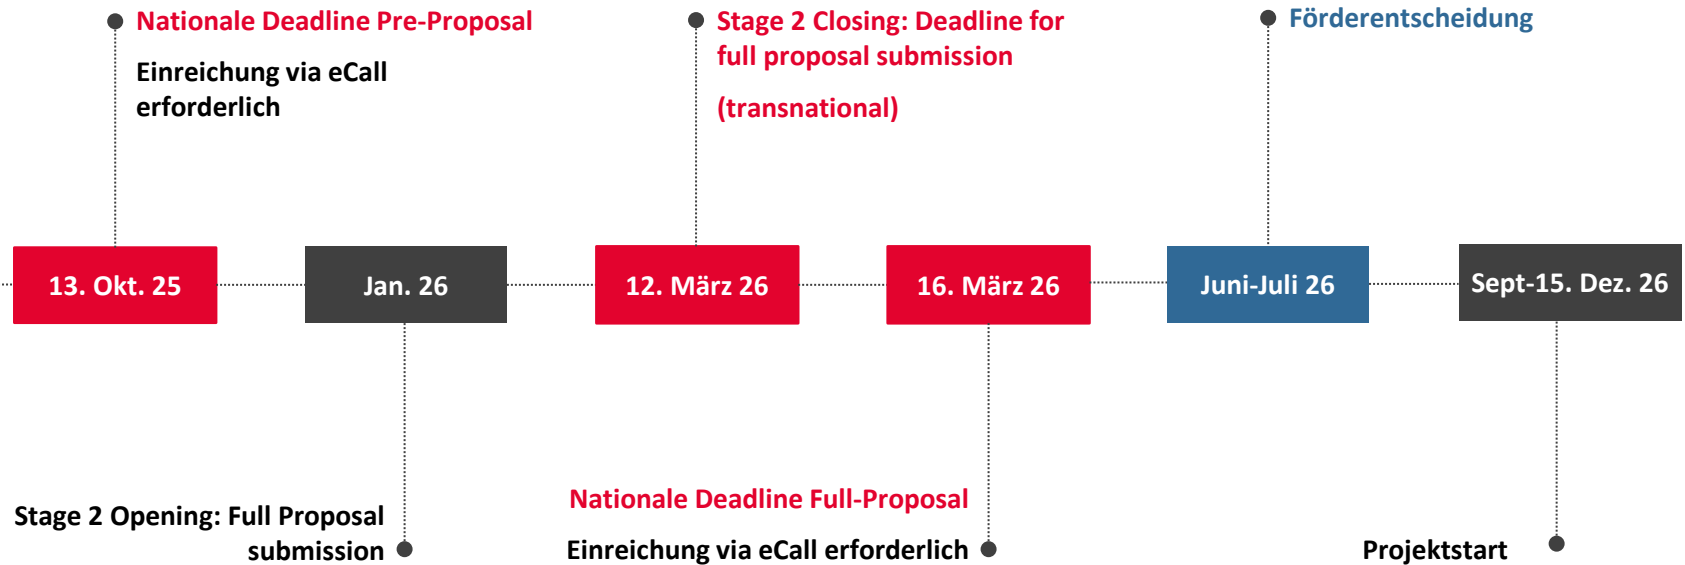 Nationale Deadline Pre-Proposal
Einreichung via eCall
erforderlich
Stage 2 Closing: Deadline for
full proposal submission
(transnational)
Förderentscheidung
13. Okt. 25
Jan. 26
12. März 26
16. März 26
Juni-Juli 26
Sept-15. Dez. 26
Stage 2 Opening: Full Proposal
submission
Nationale Deadline Full-Proposal
Einreichung via eCall erforderlich
Projektstart